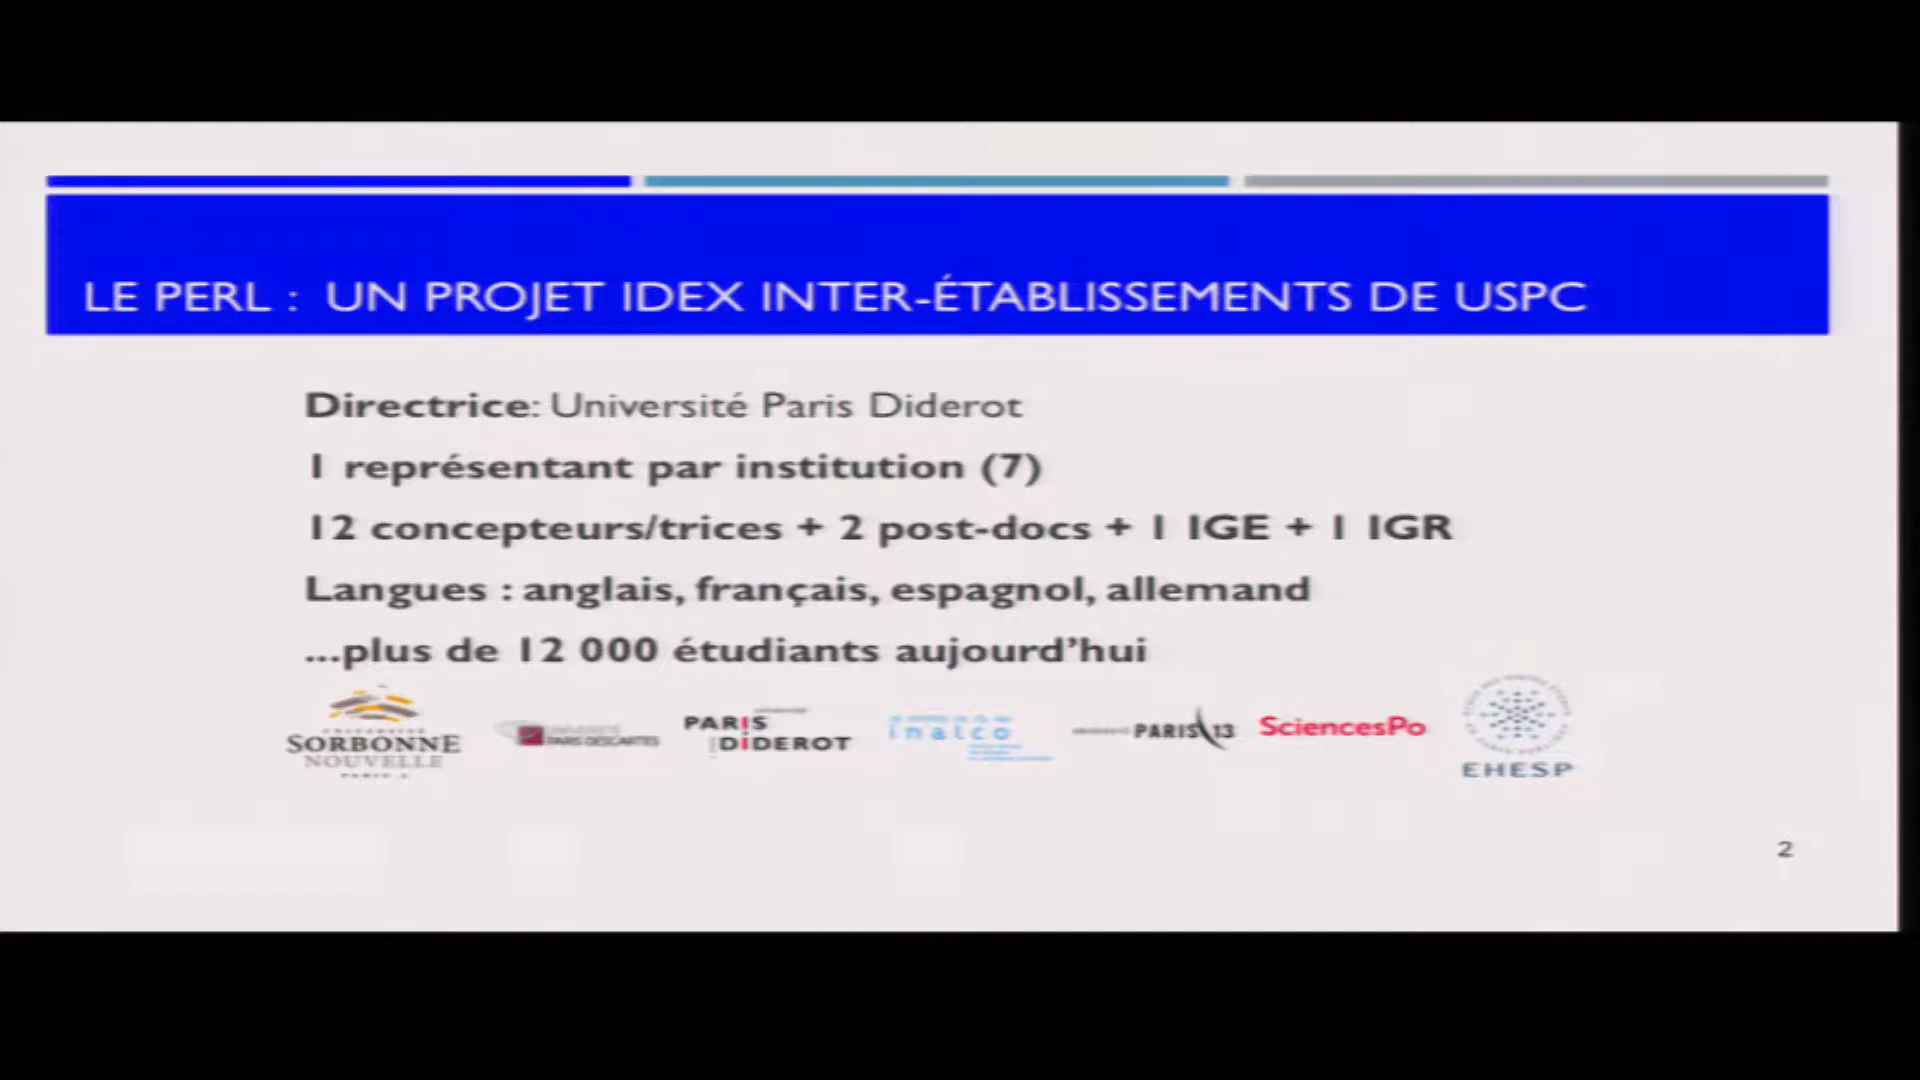 LE PERL : UN PROJET IDEX INTER-ÉTABLISSEMENTS DE USPC
Directrice: Université Paris Diderot
1 représentant par institution (7)
12 concepteurs/trices + 2 post-docs + 1 IGE + 1 IGR
Langues : anglais, français, espagnol, allemand
...plus de 12 000 étudiants aujourd’hui
SORBONNE
NOUVELLE
PARIS DESCARTES
PARIS
DIDEROT
inalco
PARIS 13
SciencesPo
EHESP
2